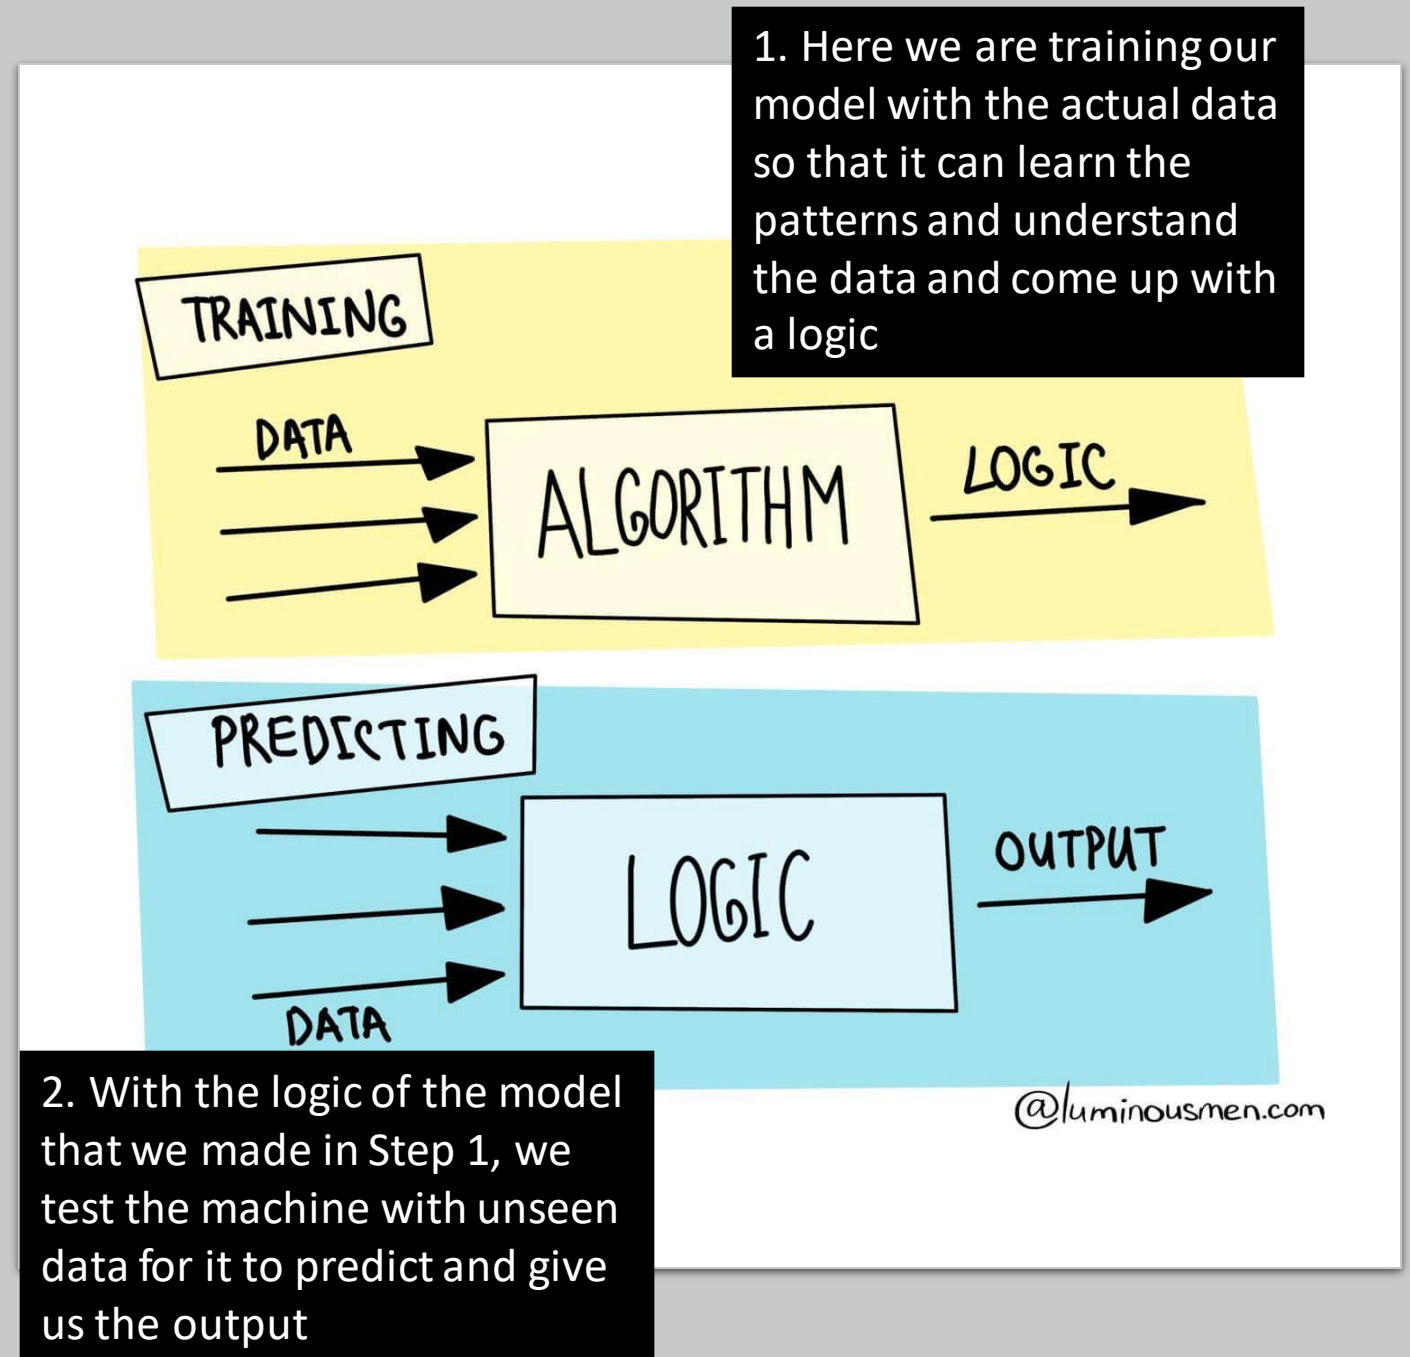 1. Here we are training our
model with the actual data
so that it can learn the
patterns and understand
the data and come up with
a logic
TRAINING
DATA
ALGORITHM
LOGIC
PREDICTING
LOGIC
OUTPUT
DATA
2. With the logic of the model
that we made in Step 1, we
test the machine with unseen
data for it to predict and give
us the output
@luminousmen.com